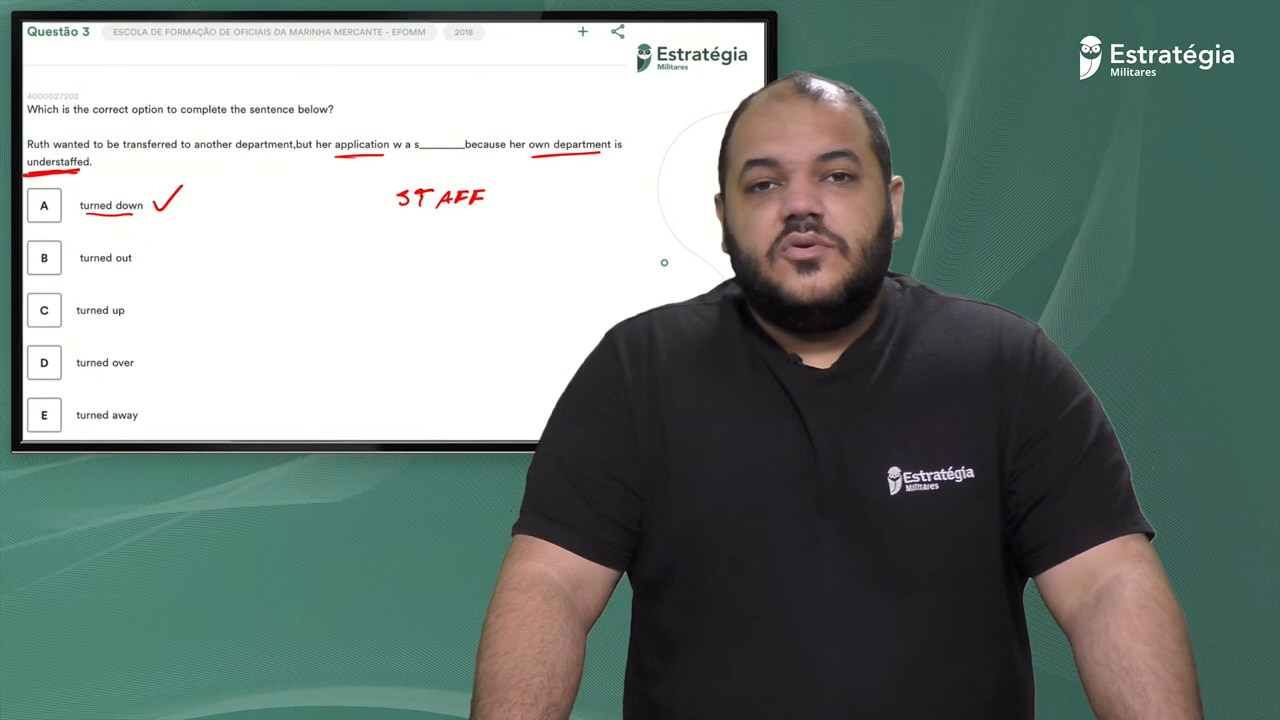 Questão 3 ESCOLA DE FORMAÇÃO DE OFICIAIS DA MARINHA MERCANTE - EFOMM 2018
Estratégia
Militares
4000027202
Which is the correct option to complete the sentence below?
Ruth wanted to be transferred to another department,but her application w a s________because her own department is
understaffed.
A turned down
STAFF
B turned out
C turned up
D turned over
E turned away
Estratégia
Militares
Estratégia
Militares